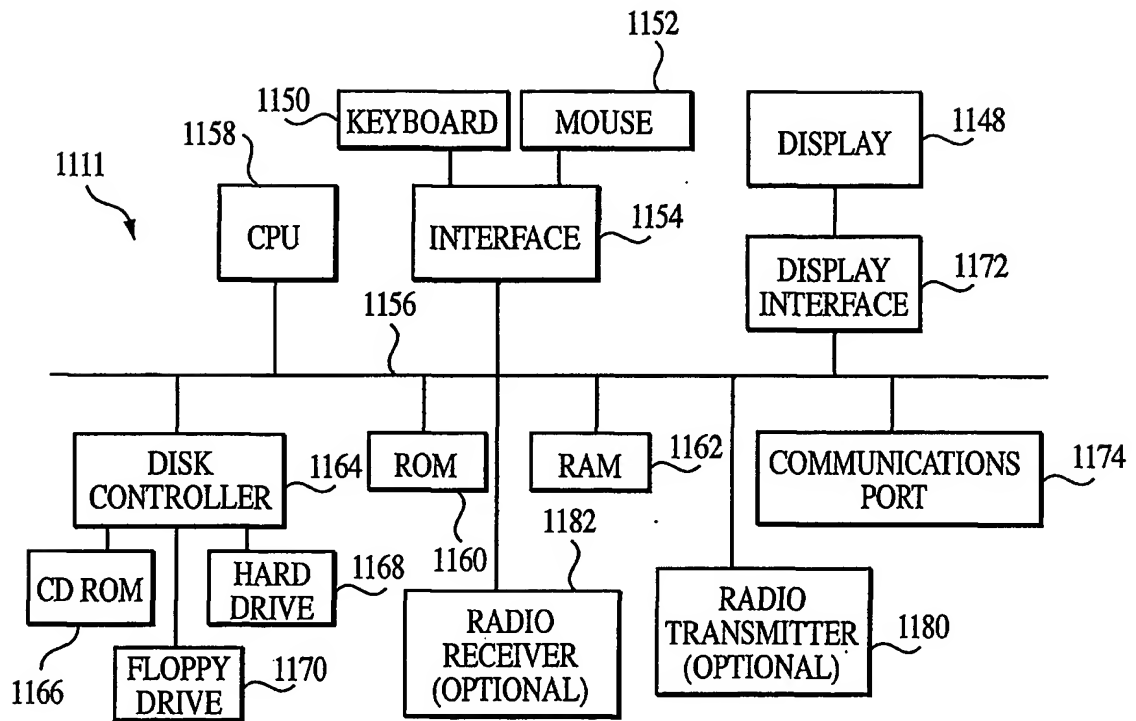 1152
1150
KEYBOARD
MOUSE
1158
DISPLAY
1148
1111
CPU
INTERFACE
1154
DISPLAY
INTERFACE
1172
1156
DISK
CONTROLLER
1164
ROM
RAM
1162
COMMUNICATIONS
PORT
1174
1160
1182
CD ROM
HARD
DRIVE
1168
RADIO
RECEIVER
(OPTIONAL)
RADIO
TRANSMITTER
(OPTIONAL)
1180
1166
FLOPPY
DRIVE
1170